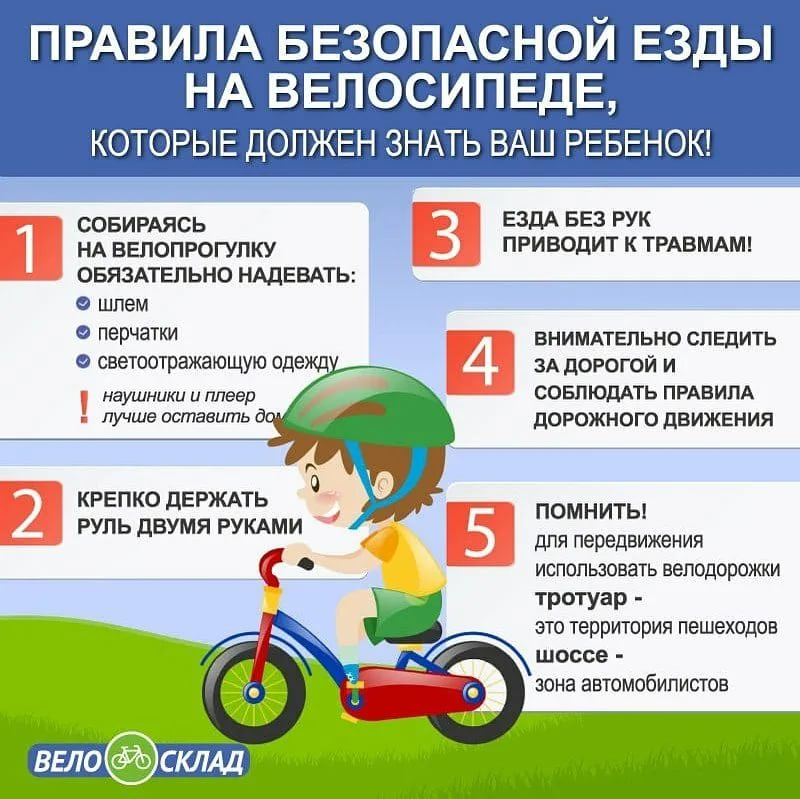 ПРАВИЛА БЕЗОПАСНОЙ ЕЗДЫ
НА ВЕЛОСИПЕДЕ,
КОТОРЫЕ ДОЛЖЕН ЗНАТЬ ВАШ РЕБЕНОК!
1
СОБИРАЯСЬ
НА ВЕЛОПРОГУЛКУ
ОБЯЗАТЕЛЬНО НАДЕВАТЬ:
шлем
перчатки
светоотражающую одежду
! наушники и плеер
лучше оставить
2
КРЕПКО ДЕРЖАТЬ
РУЛЬ ДВУМЯ РУКАМИ
3
ЕЗДА БЕЗ РУК
ПРИВОДИТ К ТРАВМАМ!
4
ВНИМАТЕЛЬНО СЛЕДИТЬ
ЗА ДОРОГОЙ И
СОБЛЮДАТЬ ПРАВИЛА
ДОРОЖНОГО ДВИЖЕНИЯ
5
ПОМНИТЬ!
для передвижения
использовать велодорожки
тротуар -
это территория пешеходов
шоссе -
зона автомобилистов
ВЕЛО СКЛАД